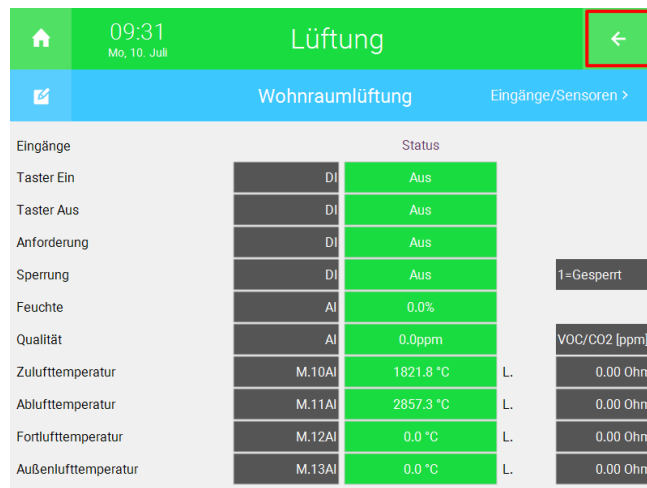 09:31
Mo, 10. Juli
Lüftung
Wohnraumlüftung
Eingänge/Sensoren >
Eingänge Status
Taster Ein DI Aus
Taster Aus DI Aus
Anforderung DI Aus
Sperrung DI Aus 1=Gesperrt
Feuchte AI 0.0%
Qualität AI 0.0ppm VOC/CO2 [ppm]
Zulufttemperatur M.10AI 1821.8 °C L. 0.00 Ohm
Ablufttemperatur M.11AI 2857.3 °C L. 0.00 Ohm
Fortlufttemperatur M.12AI 0.0 °C L. 0.00 Ohm
Außenlufttemperatur M.13AI 0.0 °C L. 0.00 Ohm